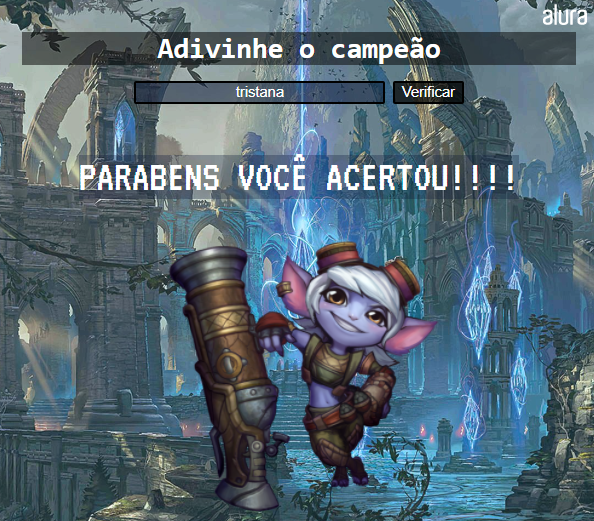 alura
Adivinhe o campeão
tristana
Verificar
PARABENS VOCÊ ACERTOU!!!!